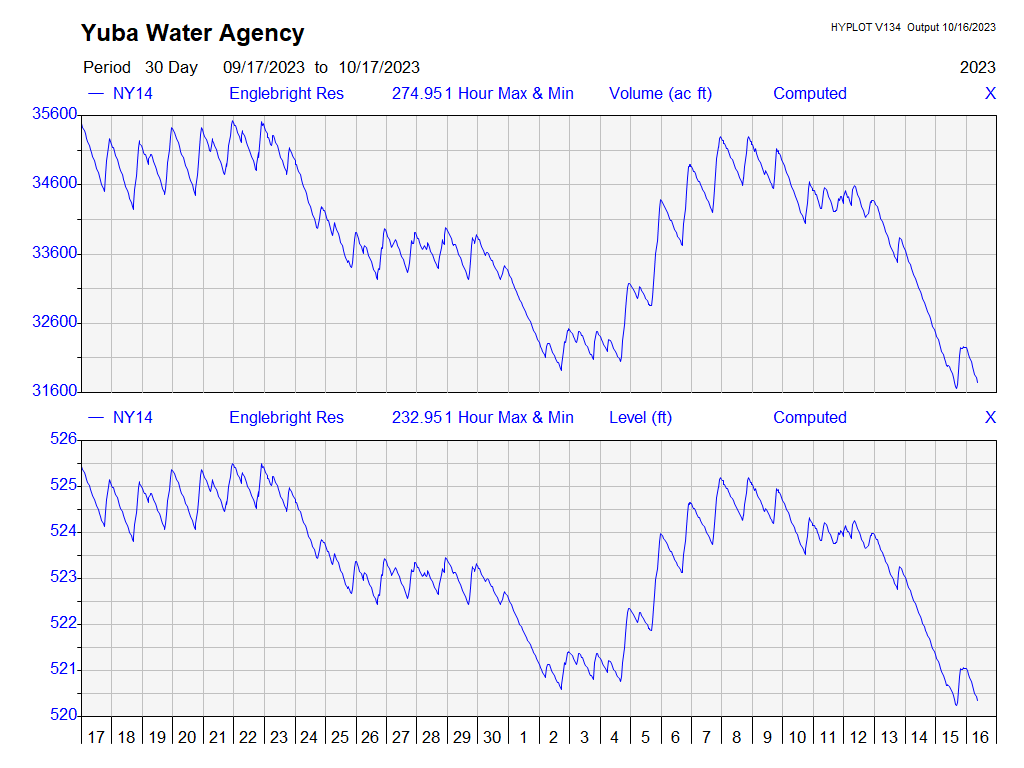 Yuba Water Agency
HYPLOT V134 Output 10/16/2023
Period 30 Day 09/17/2023 to 10/17/2023 2023
NY14 Englebright Res 274.951 Hour Max & Min Volume (ac ft) Computed X
35600
34600
33600
32600
31600
NY14 Englebright Res 232.951 Hour Max & Min Level (ft) Computed X
526
525
524
523
522
521
520
17 18 19 20 21 22 23 24 25 26 27 28 29 30 1 2 3 4 5 6 7 8 9 10 11 12 13 14 15 16